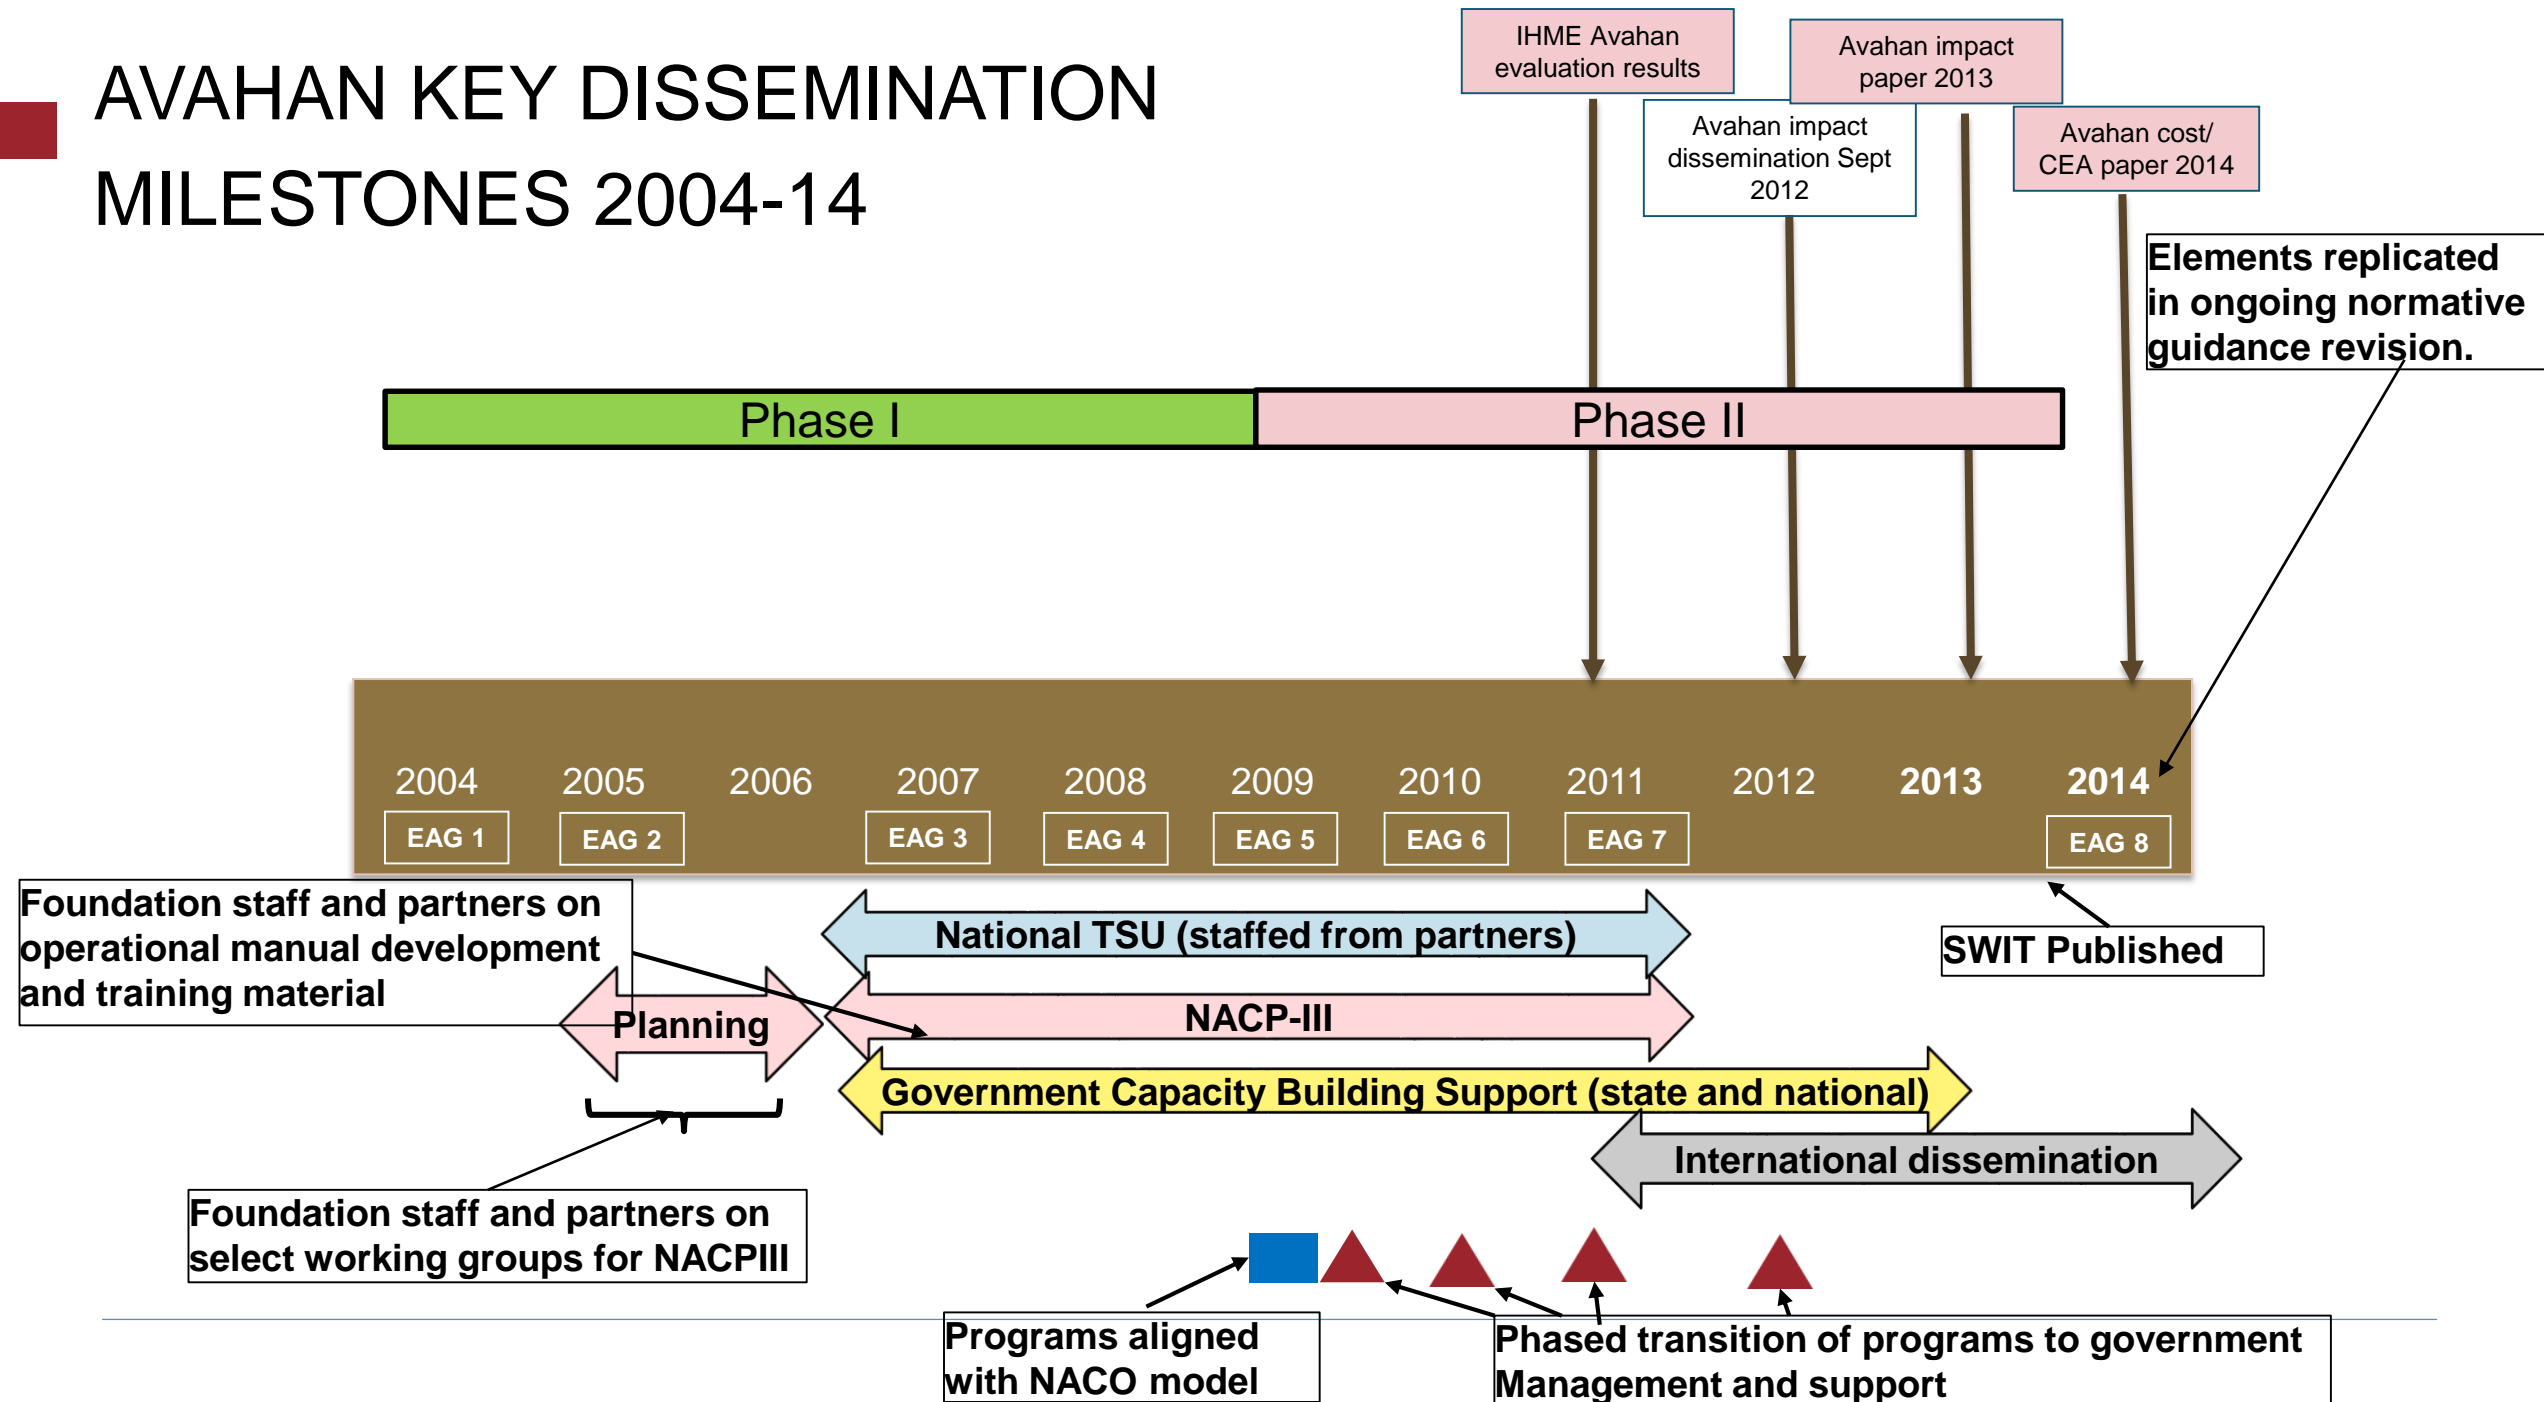 AVAHAN KEY DISSEMINATION
MILESTONES 2004-14
IHME Avahan
evaluation results
Avahan impact
paper 2013
Avahan impact
dissemination Sept
2012
Avahan cost/
CEA paper 2014
Elements replicated
in ongoing normative
guidance revision.
Phase I
Phase II
2004
2005
2006
2007
2008
2009
2010
2011
2012
2013
2014
EAG 1
EAG 2
EAG 3
EAG 4
EAG 5
EAG 6
EAG 7
EAG 8
Foundation staff and partners on
operational manual development
and training material
National TSU (staffed from partners)
SWIT Published
Planning
NACP-III
Government Capacity Building Support (state and national)
International dissemination
Foundation staff and partners on
select working groups for NACPIII
Programs aligned
with NACO model
Phased transition of programs to government
Management and support